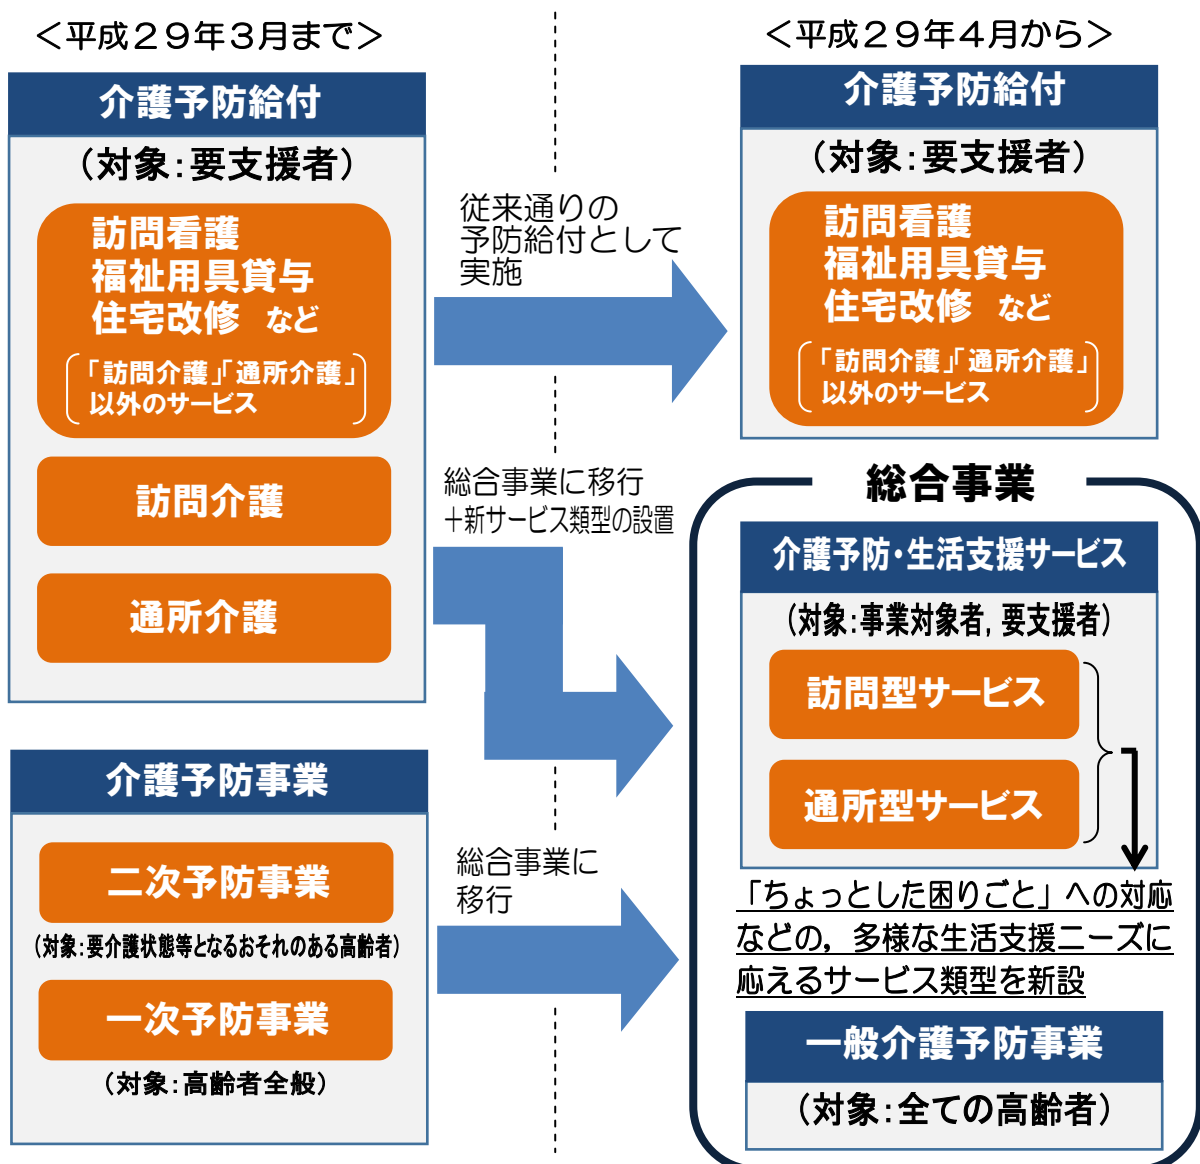 ＜平成２９年３月まで＞
介護予防給付
（対象：要支援者）
訪問看護
福祉用具貸与
住宅改修 など
「訪問介護」「通所介護」
以外のサービス
訪問介護
通所介護
介護予防事業
二次予防事業
（対象：要介護状態等となるおそれのある高齢者）
一次予防事業
（対象：高齢者全般）
従来通りの
予防給付として
実施
総合事業に移行
＋新サービス類型の設置
総合事業に
移行
＜平成２９年４月から＞
介護予防給付
（対象：要支援者）
訪問看護
福祉用具貸与
住宅改修 など
「訪問介護」「通所介護」
以外のサービス
総合事業
介護予防・生活支援サービス
（対象：事業対象者，要支援者）
訪問型サービス
通所型サービス
「ちょっとした困りごと」への対応
などの，多様な生活支援ニーズに
応えるサービス類型を新設
一般介護予防事業
（対象：全ての高齢者）